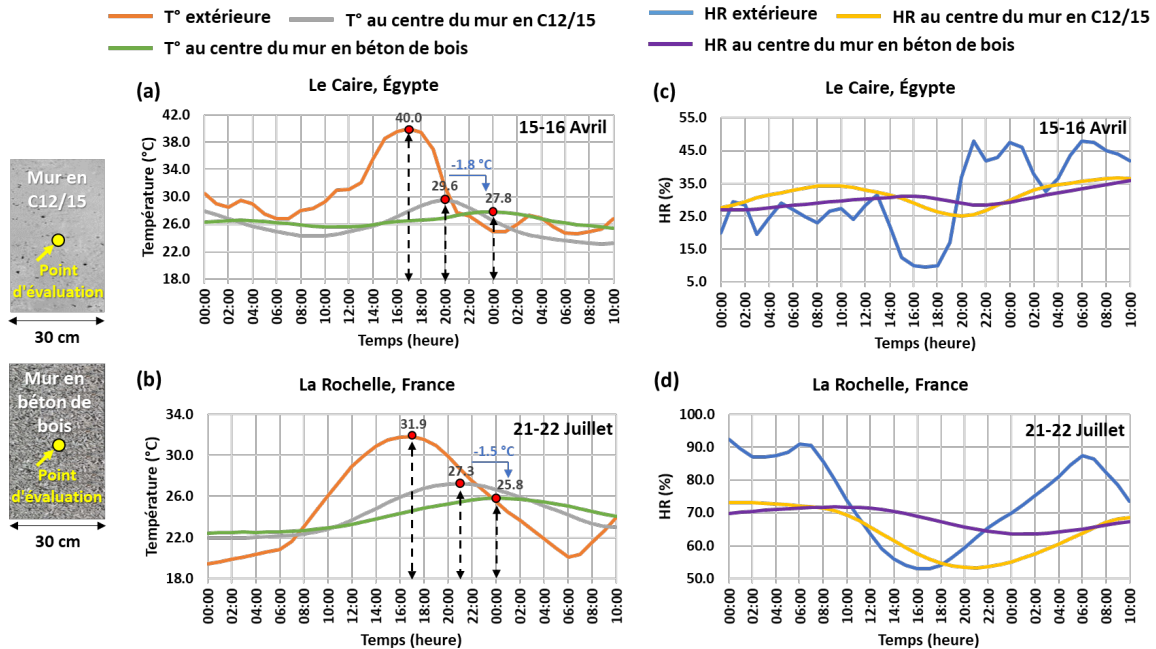 T° extérieure
T° au centre du mur en C12/15
T° au centre du mur en béton de bois
HR extérieure
HR au centre du mur en C12/15
HR au centre du mur en béton de bois
Mur en
C12/15
Point
d'évaluation
30 cm
Mur en
béton de
bois
Point
d'évaluation
30 cm
(a)
Le Caire, Égypte
15-16 Avril
Température (°C)
42.0
38.0
34.0
30.0
26.0
22.0
18.0
40.0
29.6
-1.8 °C
27.8
00:00 02:00 04:00 06:00 08:00 10:00 12:00 14:00 16:00 18:00 20:00 22:00 00:00 02:00 04:00 06:00 08:00 10:00
Temps (heure)
(c)
Le Caire, Égypte
15-16 Avril
HR (%)
55.0
45.0
35.0
25.0
15.0
5.0
00:00 02:00 04:00 06:00 08:00 10:00 12:00 14:00 16:00 18:00 20:00 22:00 00:00 02:00 04:00 06:00 08:00 10:00
Temps (heure)
(b)
La Rochelle, France
21-22 Juillet
Température (°C)
34.0
30.0
26.0
22.0
18.0
31.9
27.3
-1.5 °C
25.8
00:00 02:00 04:00 06:00 08:00 10:00 12:00 14:00 16:00 18:00 20:00 22:00 00:00 02:00 04:00 06:00 08:00 10:00
Temps (heure)
(d)
La Rochelle, France
21-22 Juillet
HR (%)
100.0
90.0
80.0
70.0
60.0
50.0
00:00 02:00 04:00 06:00 08:00 10:00 12:00 14:00 16:00 18:00 20:00 22:00 00:00 02:00 04:00 06:00 08:00 10:00
Temps (heure)